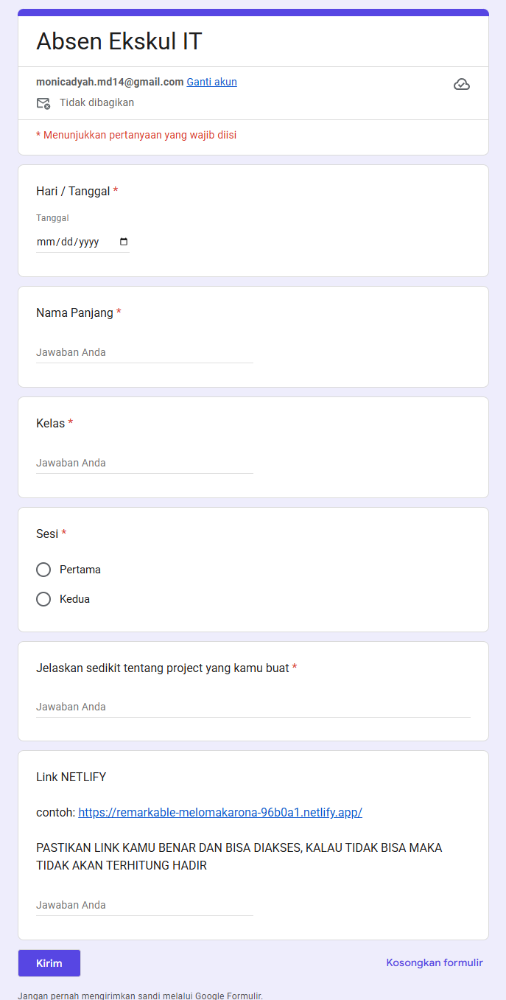 Absen Ekskul IT
monicadyah.md14@gmail.com Ganti akun
Tidak dibagikan
* Menunjukkan pertanyaan yang wajib diisi
Hari / Tanggal *
Tanggal
mm/dd/yyyy
Nama Panjang *
Jawaban Anda
Kelas *
Jawaban Anda
Sesi *
Pertama
Kedua
Jelaskan sedikit tentang project yang kamu buat *
Jawaban Anda
Link NETLIFY
contoh: https://remarkable-melomakarona-96b0a1.netlify.app/
PASTIKAN LINK KAMU BENAR DAN BISA DIAKSES, KALAU TIDAK BISA MAKA
TIDAK AKAN TERHITUNG HADIR
Jawaban Anda
Kirim
Kosongkan formulir
Jangan pernah mengirimkan sandi melalui Google Formulir.